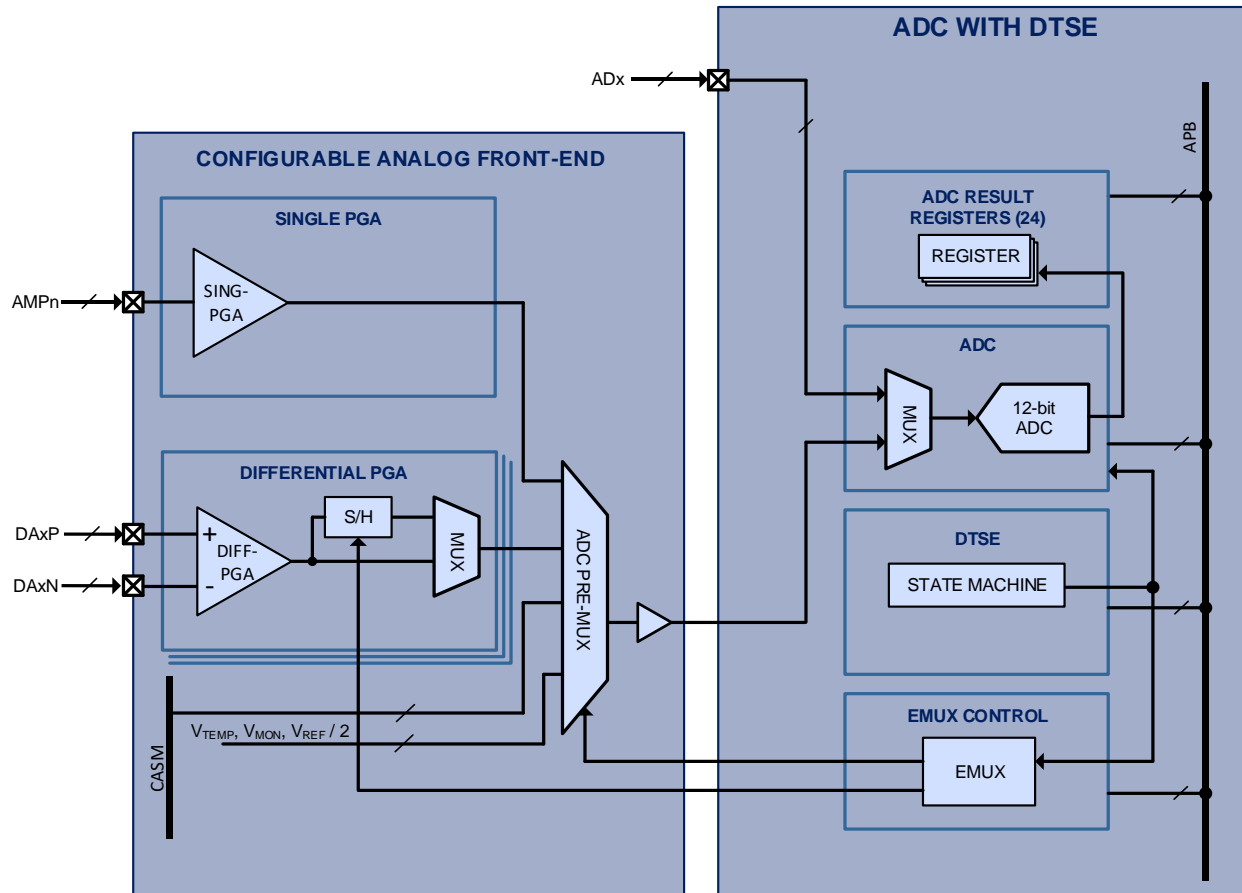 ADC WITH DTSE
ADx
APB
CONFIGURABLE ANALOG FRONT-END
SINGLE PGA
AMPn
SING-
PGA
ADC RESULT
REGISTERS (24)
REGISTER
ADC
MUX
12-bit
ADC
DIFFERENTIAL PGA
DAxP
DAxN
+
-
DIFF-
PGA
S/H
MUX
ADC PRE-MUX
DTSE
STATE MACHINE
CASM
VTEMP, VMON, VREF / 2
EMUX CONTROL
EMUX